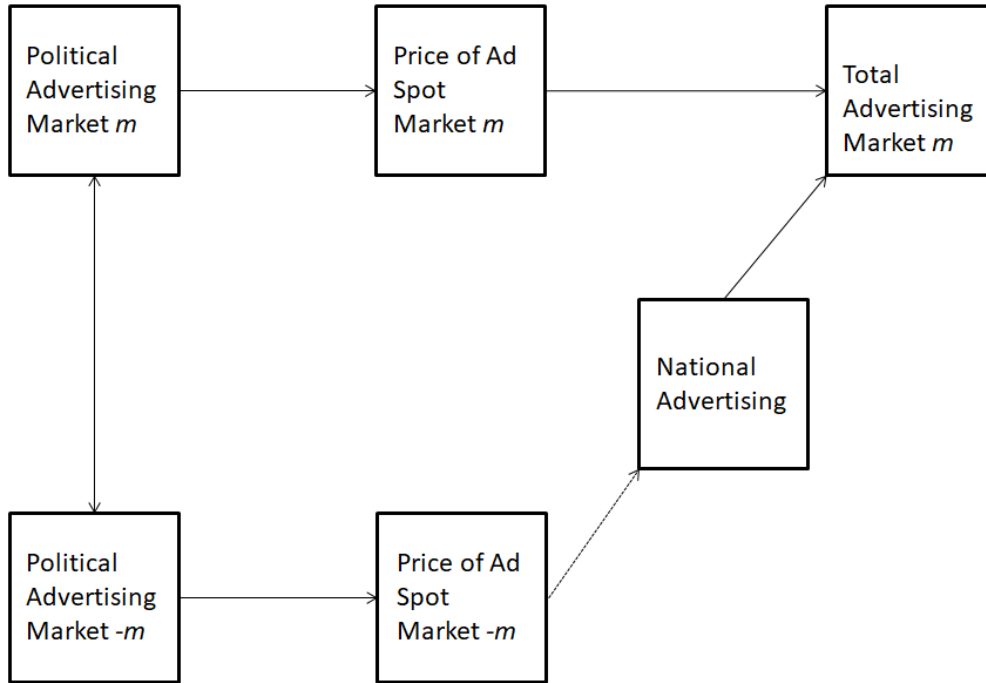 Political
Advertising
Market m
Price of Ad
Spot
Market m
Total
Advertising
Market m
National
Advertising
Political
Advertising
Market -m
Price of Ad
Spot
Market -m